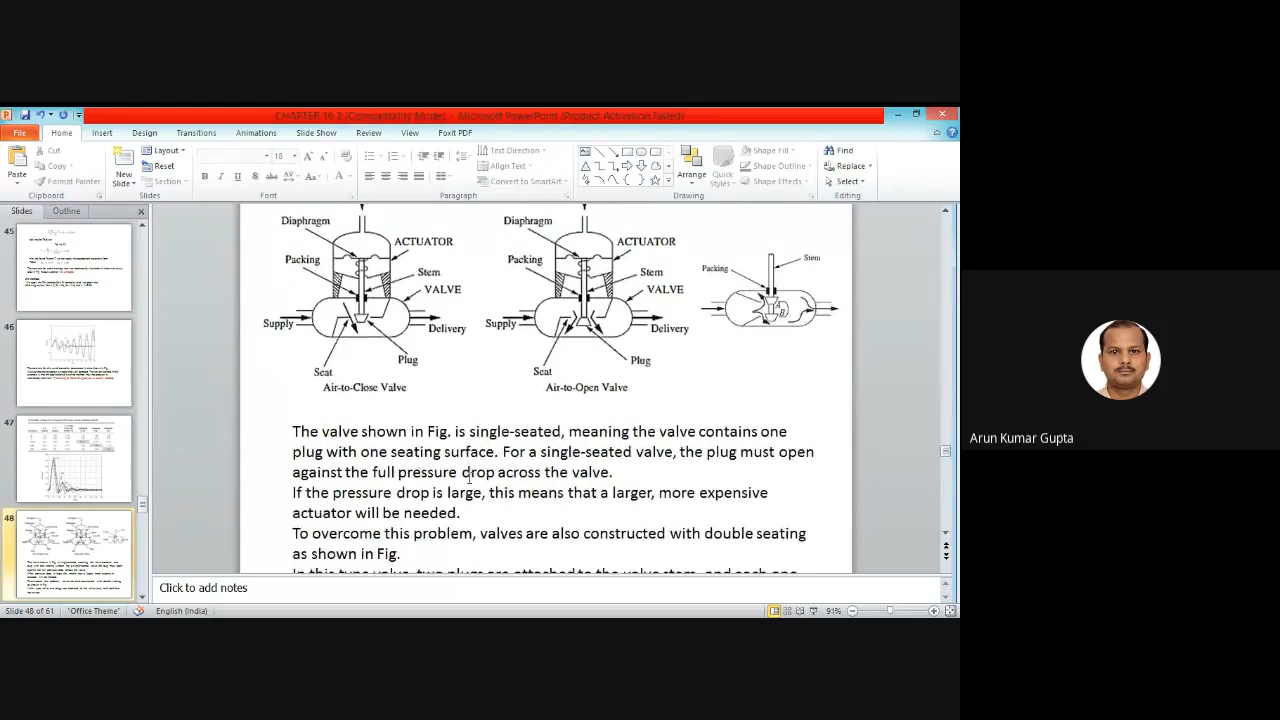 CHAPTER 16.2 [Compatibility Mode] - Microsoft PowerPoint (Product Activation Failed)
File Home Insert Design Transitions Animations Slide Show Review View Foxit PDF
Cut Layout Text Direction Shape Fill Find
Copy Reset 18 Align Text Shape Outline Replace
Paste Format Painter New Slide Section Convert to SmartArt Arrange Quick Styles Shape Effects Select
Clipboard Slides Font Paragraph Drawing Editing
Slides Outline
45
46
47
48
Diaphragm
ACTUATOR
Packing
Stem
VALVE
Supply
Delivery
Plug
Seat
Air-to-Close Valve
Diaphragm
ACTUATOR
Packing
Stem
VALVE
Supply
Delivery
Plug
Seat
Air-to-Open Valve
Stem
Packing
A
B
The valve shown in Fig. is single-seated, meaning the valve contains one
plug with one seating surface. For a single-seated valve, the plug must open
against the full pressure drop across the valve.
If the pressure drop is large, this means that a larger, more expensive
actuator will be needed.
To overcome this problem, valves are also constructed with double seating
as shown in Fig.
Click to add notes
Slide 48 of 61 "Office Theme" English (India) 91%
Arun Kumar Gupta